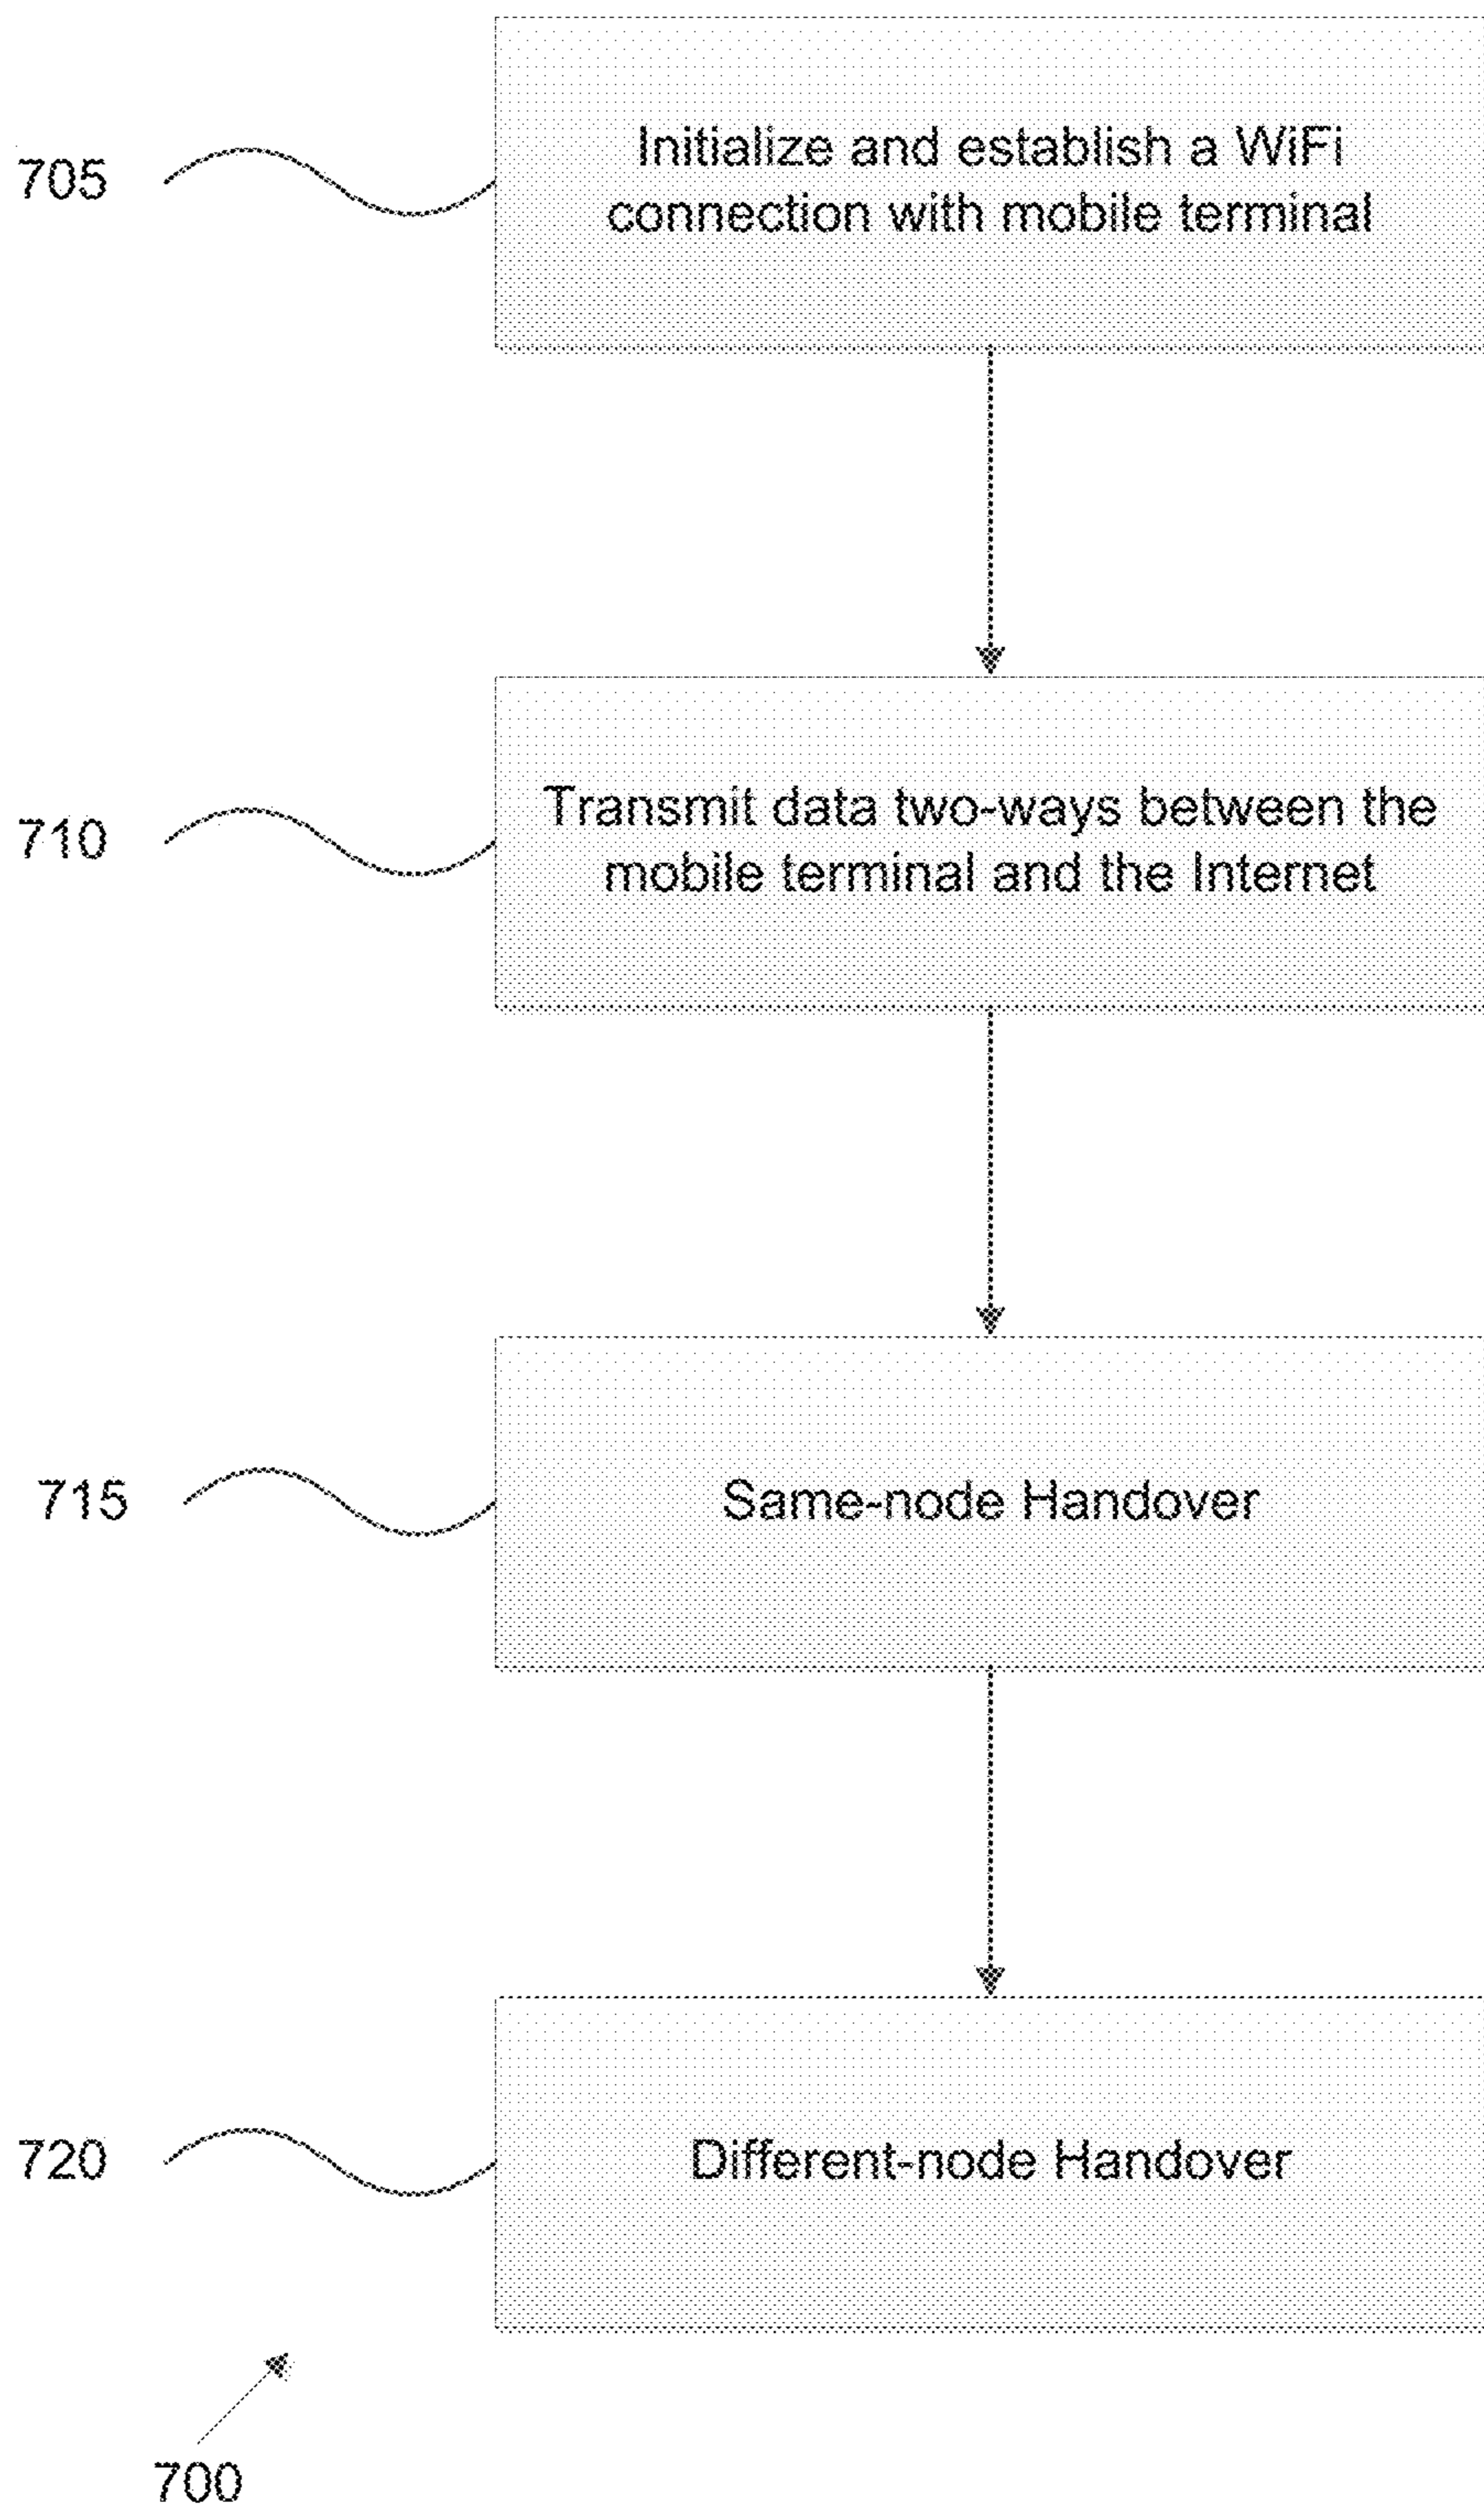 705
Initialize and establish a WiFi
connection with mobile terminal
710
Transmit data two-ways between the
mobile terminal and the Internet
715
Same-node Handover
720
Different-node Handover
700